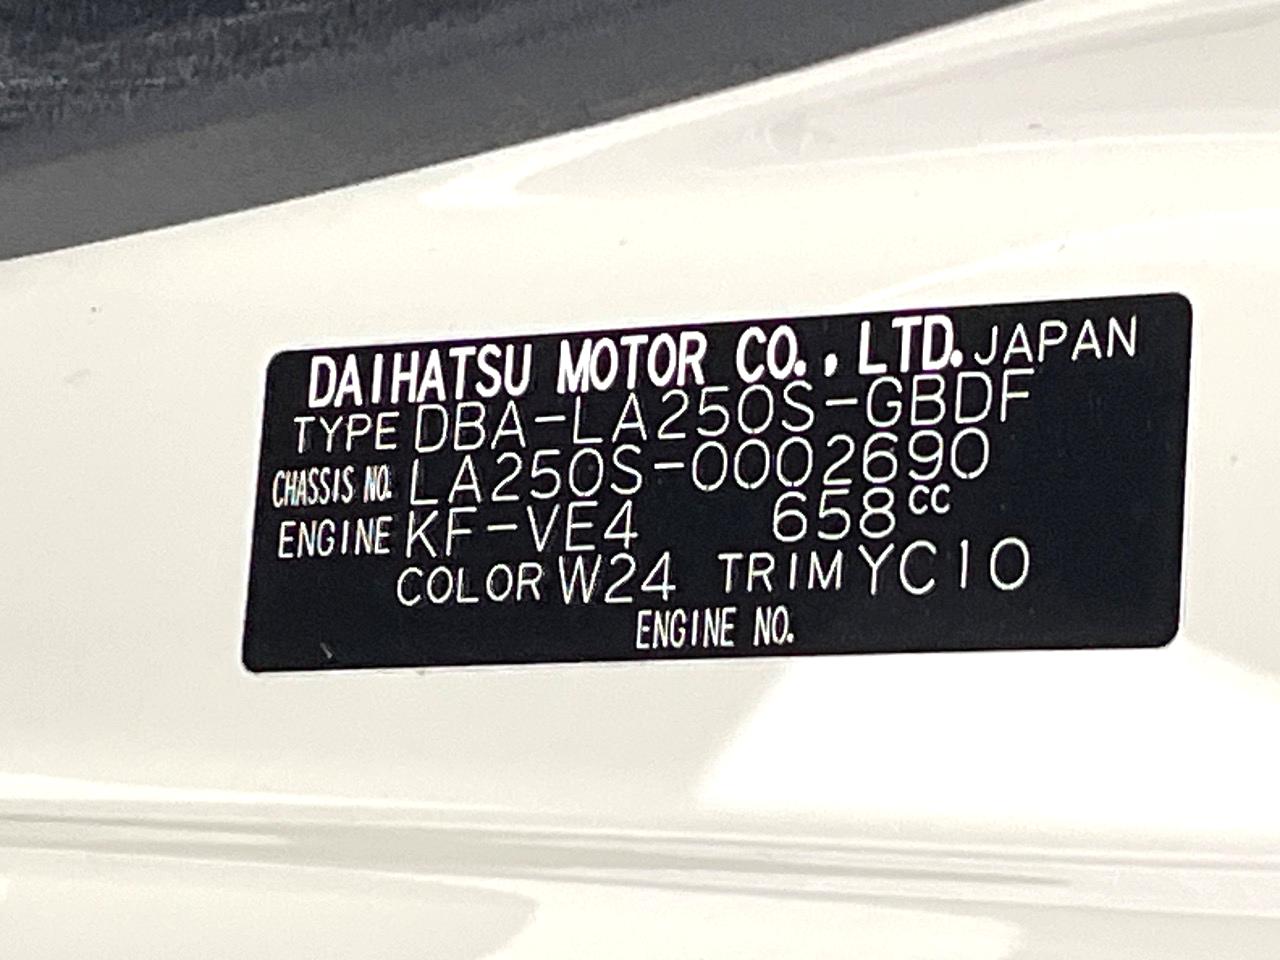 DAIHATSU MOTOR CO., LTD. JAPAN
TYPE DBA-LA250S-GBDF
CHASSIS NO. LA250S-0002690
ENGINE KF-VE4 658cc
COLOR W24 TRIM YC10
ENGINE NO.